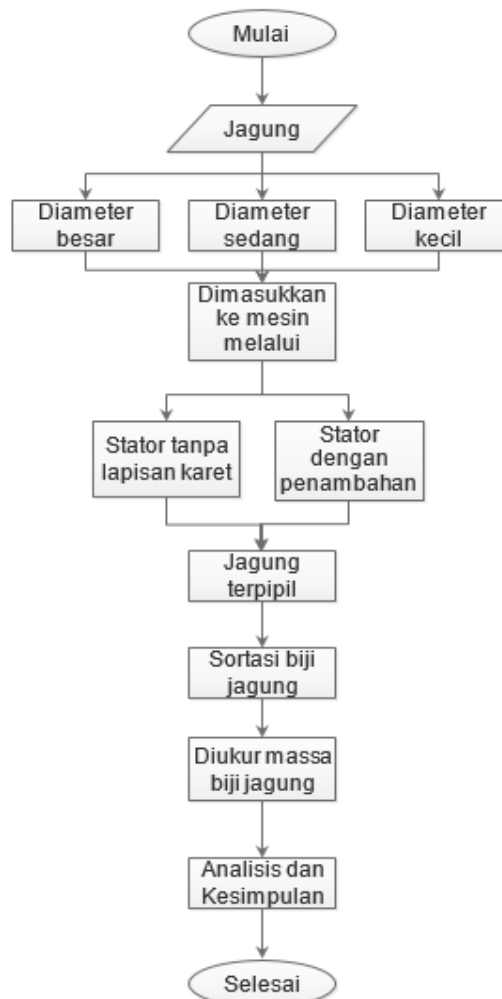 Mulai
Jagung
Diameter
besar
Diameter
sedang
Diameter
kecil
Dimasukkan
ke mesin
melalui
Stator tanpa
lapisan karet
Stator
dengan
penambahan
Jagung
terpipil
Sortasi biji
jagung
Diukur massa
biji jagung
Analisis dan
Kesimpulan
Selesai